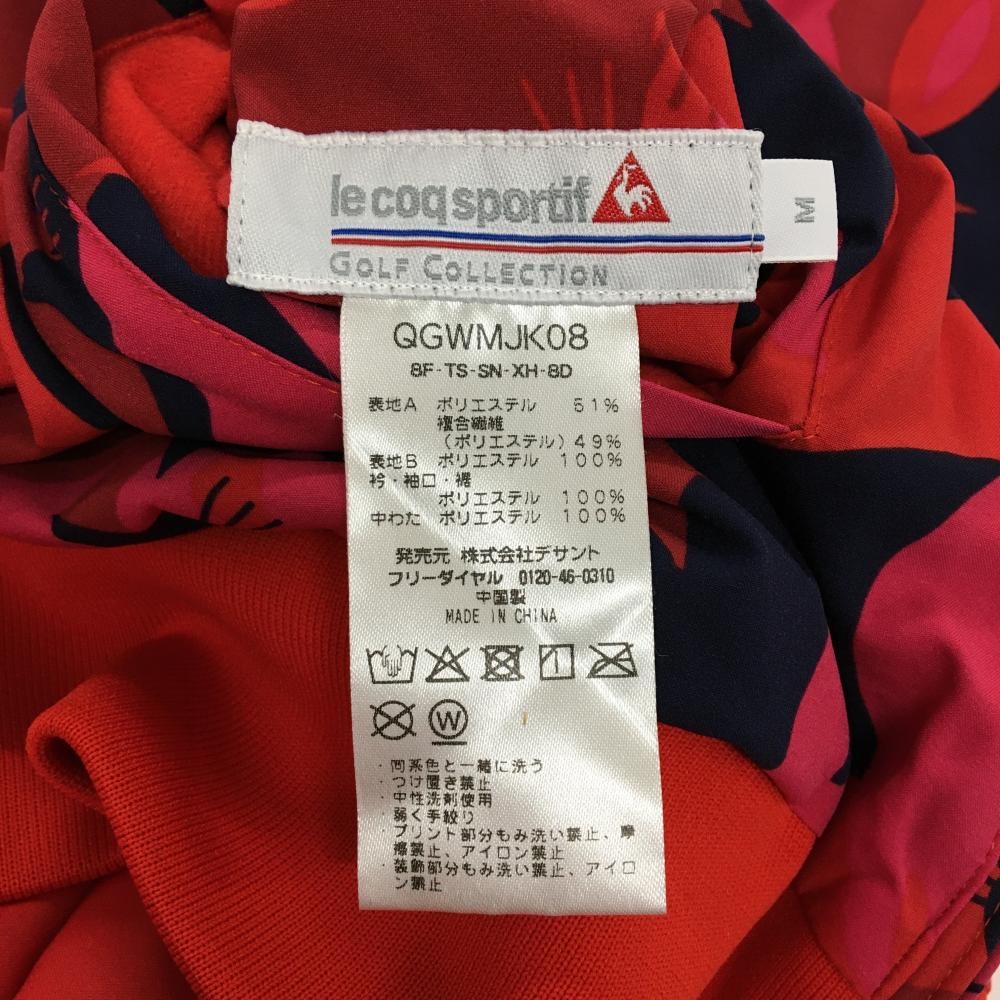 le coq sportif
GOLF COLLECTION
M
QGWMJK08
8F-TS-SN-XH-8D
表地A ポリエステル 51%
複合繊維
(ポリエステル)49%
表地B ポリエステル 100%
衿・袖口・裾
ポリエステル 100%
中わた ポリエステル 100%
発売元 株式会社デサント
フリーダイヤル 0120-46-0310
中国製
MADE IN CHINA
W
・同系色と一緒に洗う
・つけ置き禁止
・中性洗剤使用
・弱く手絞り
・プリント部分もみ洗い禁止、摩
擦禁止、アイロン禁止
・装飾部分もみ洗い禁止、アイロ
ン禁止